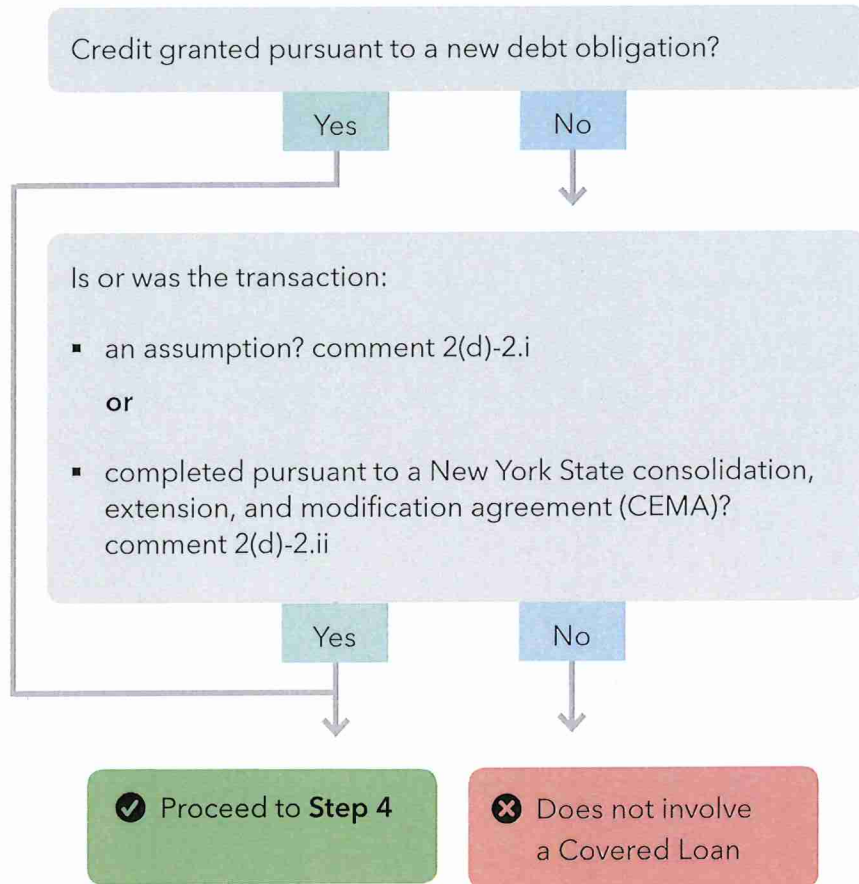 Credit granted pursuant to a new debt obligation?
Yes
No
Is or was the transaction:
▪ an assumption? comment 2(d)-2.i
or
▪ completed pursuant to a New York State consolidation,
extension, and modification agreement (CEMA)?
comment 2(d)-2.ii
Yes
No
Proceed to Step 4
Does not involve
a Covered Loan